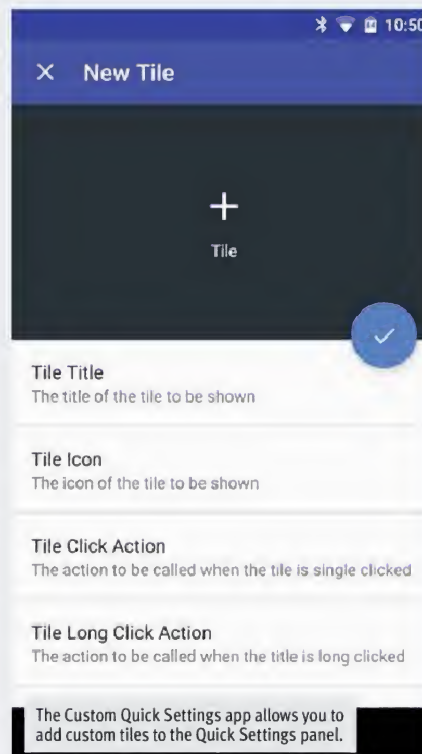 10:50
× New Tile
+
Tile
Tile Title
The title of the tile to be shown
Tile Icon
The icon of the tile to be shown
Tile Click Action
The action to be called when the tile is single clicked
Tile Long Click Action
The action to be called when the title is long clicked
The Custom Quick Settings app allows you to
add custom tiles to the Quick Settings panel.